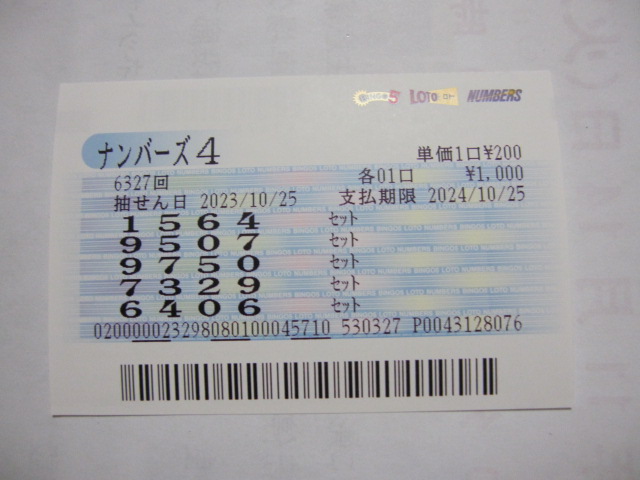 BINGO5 LOTO NUMBERS
ナンバーズ4 単価1口¥200
6327回 各01口 ¥1,000
抽せん日 2023/10/25 支払期限 2024/10/25
1564 セット
9507 セット
9750 セット
7329 セット
6406 セット
020000023298080100045710 530327 P0043128076